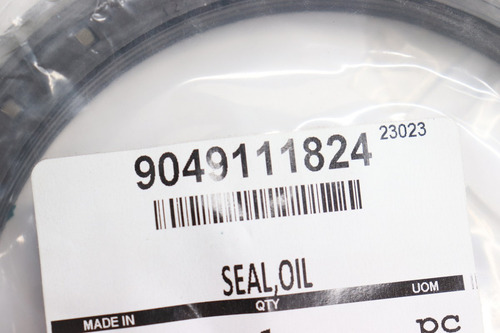 9049111824 23023
SEAL,OIL
MADE IN QTY UOM
pc